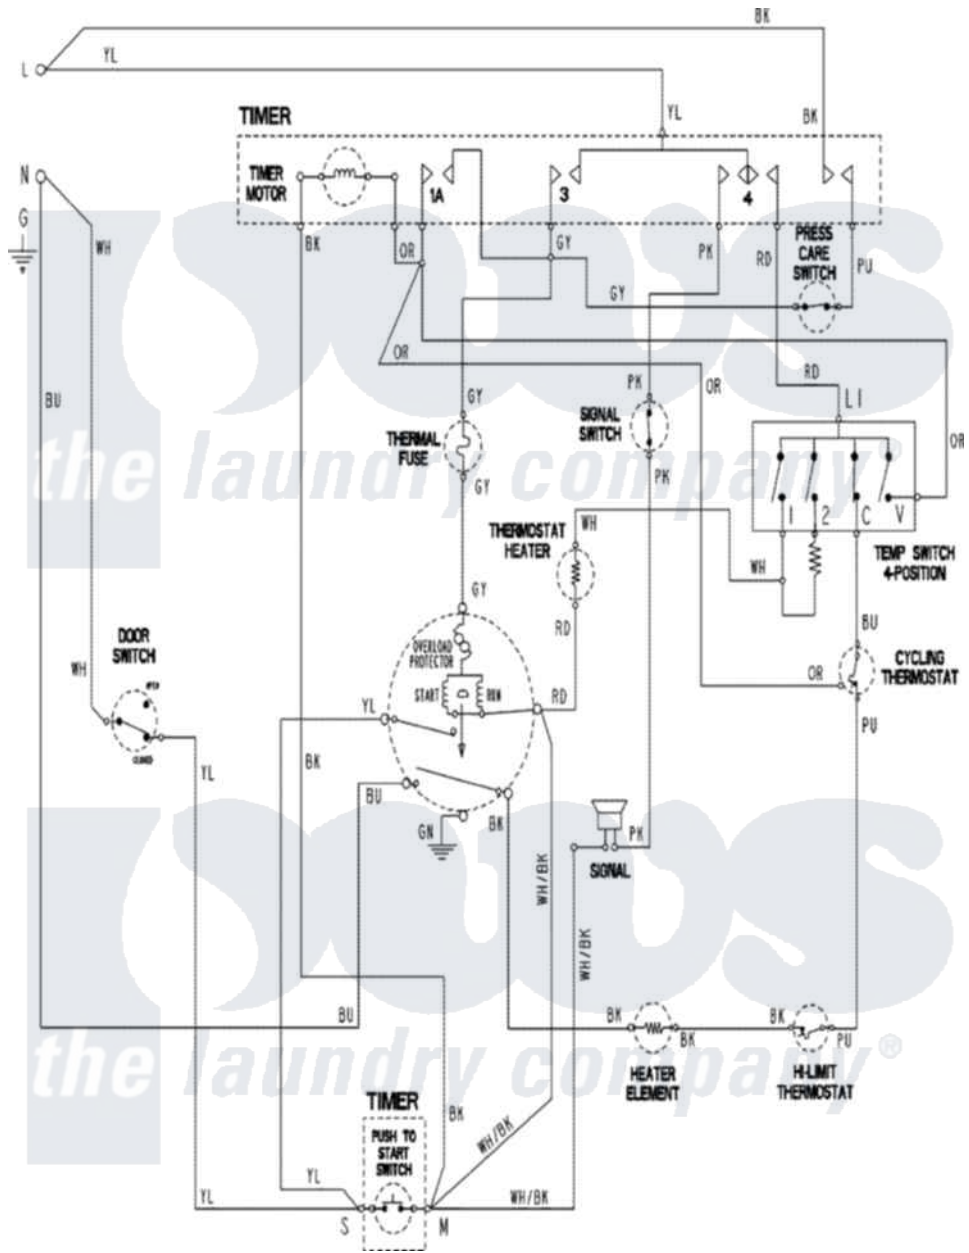 BK
YL
L
TIMER
YL
BK
N
TIMER
MOTOR
1A
3
4
G
WH
BK
OR
GY
PK
RD
PRESS
CARE
SWITCH
PU
GY
OR
BU
PK
OR
RD
L1
GY
SIGNAL
SWITCH
THERMAL
FUSE
OR
the laundry company®
GY
PK
WH
1
2
C
V
THERMOSTAT
HEATER
TEMP SWITCH
4-POSITION
WH
GY
RD
BU
DOOR
SWITCH
OVERLOAD
PROTECTOR
CYCLING
THERMOSTAT
WH
OPEN
START
RUN
RD
OR
YL
PU
CLOSED
BK
YL
BU
GN
BK
PK
SIGNAL
WH/BK
WH/BK
BU
BK
BK
BK
PU
the laundry company®
HEATER
ELEMENT
HI-LIMIT
THERMOSTAT
TIMER
BK
PUSH TO
START
SWITCH
WH/BK
YL
YL
WH/BK
S
M